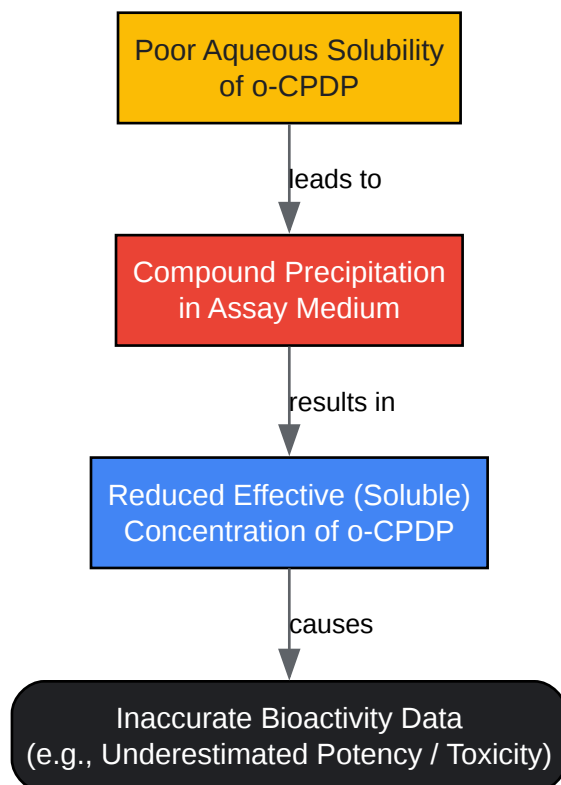 Poor Aqueous Solubility
of o-CPDP
leads to
Compound Precipitation
in Assay Medium
results in
Reduced Effective (Soluble)
Concentration of o-CPDP
causes
Inaccurate Bioactivity Data
(e.g., Underestimated Potency / Toxicity)